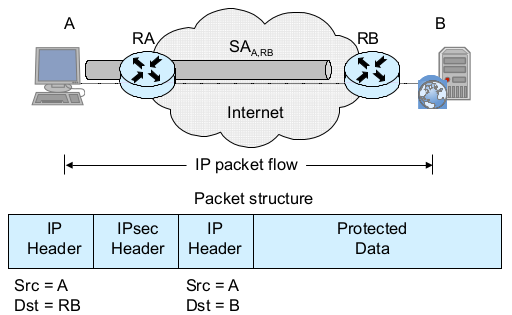 A
RA
SA A,RB
RB
B
Internet
IP packet flow
Packet structure
IP Header
IPsec Header
IP Header
Protected Data
Src = A
Dst = RB
Src = A
Dst = B